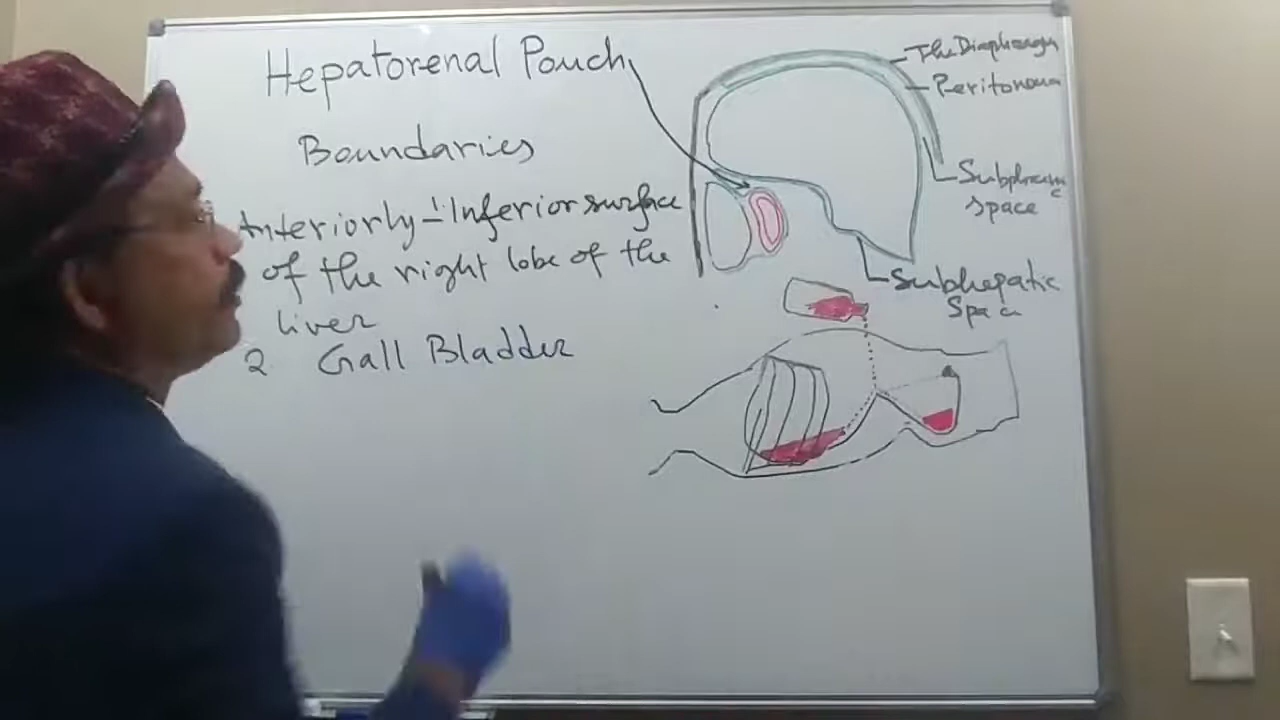 Hepatorenal Pouch
Boundaries
Anteriorly - 1 Inferior surface
of the right lobe of the
liver
2 Gall Bladder
The Diaphragm
Peritoneum
Subphrenic
space
Subhepatic
Space